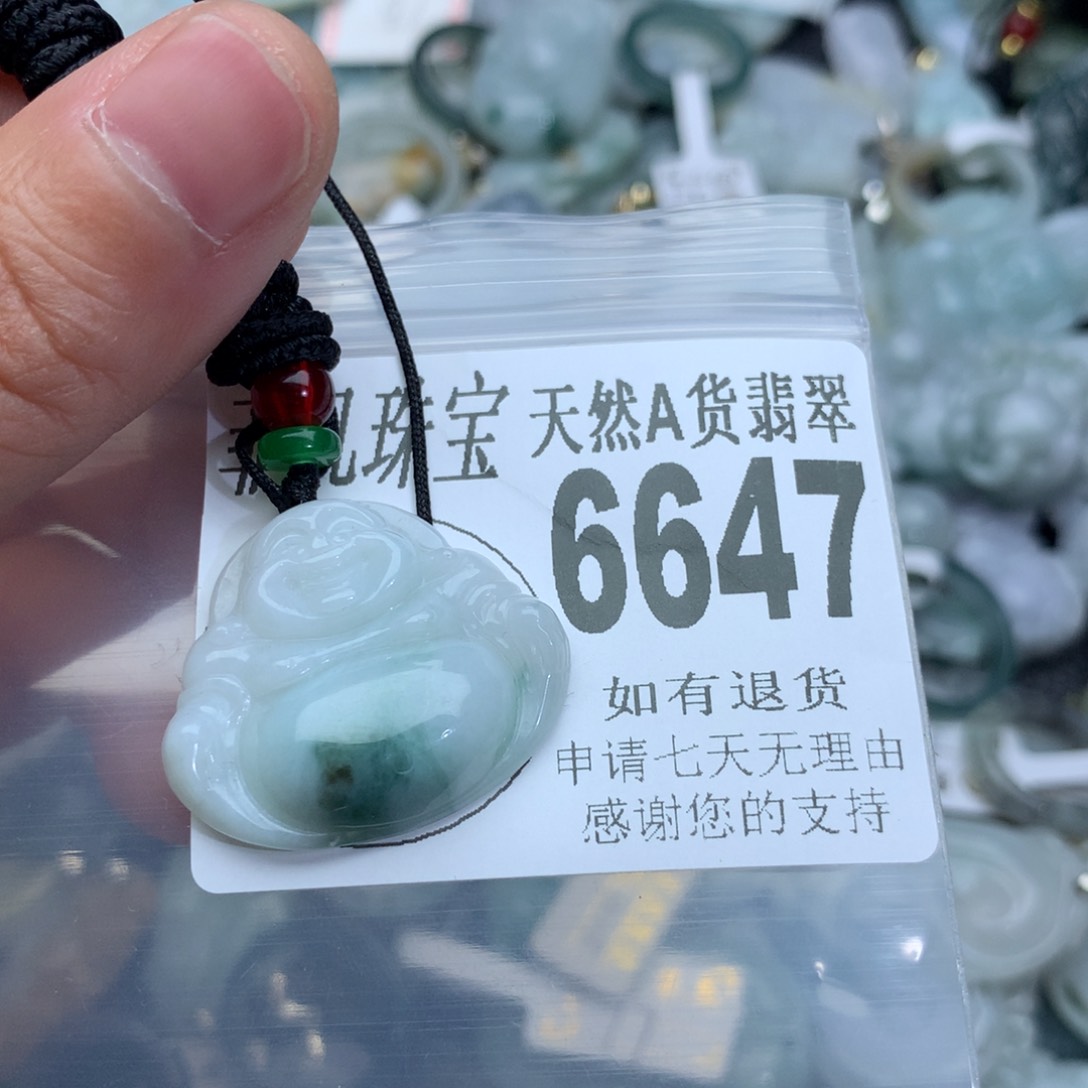 珠宝 天然A货翡翠
6647
如有退货
申请七天无理由
感谢您的支持